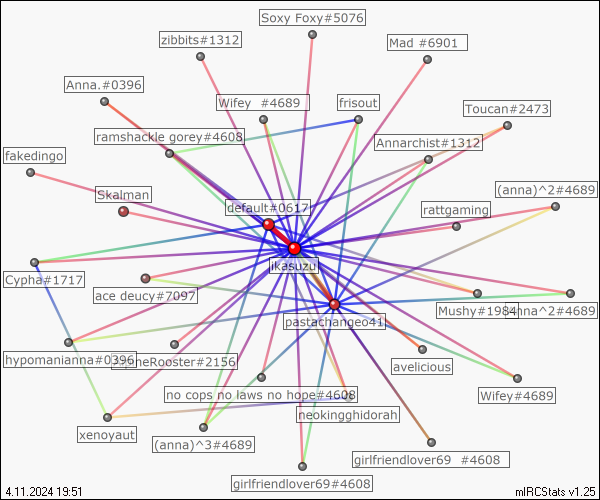 Soxy Foxy#5076
zibbits#1312
Mad #6901
Anna.#0396
Wifey #4689
frisout
Toucan#2473
ramshackle gorey#4608
Annarchist#1312
fakedingo
Skalman
(anna)^2#4689
default#0617
rattgaming
ikasuzu
Cypha#1717
ace deucy#7097
Mushy#1984
anna^2#4689
pastachangeo41
hypomanianna#0396
neRooster#2156
avelicious
no cops no laws no hope#4608
Wifey#4689
neokingghidorah
xenoyaut
(anna)^3#4689
girlfriendlover69 #4608
girlfriendlover69#4608
4.11.2024 19:51
mIRCStats v1.25